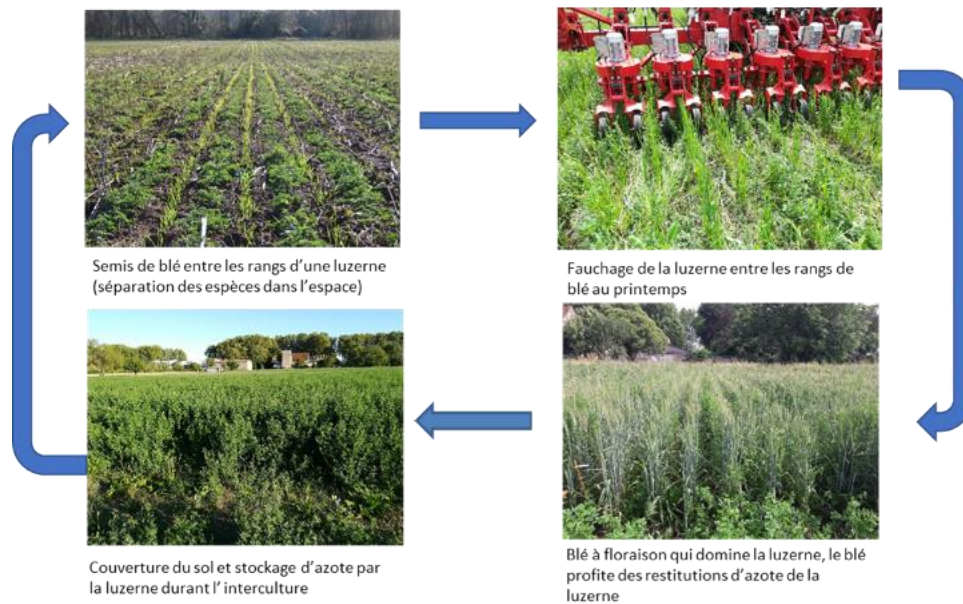 Semis de blé entre les rangs d'une luzerne
(séparation des espèces dans l'espace)
Fauchage de la luzerne entre les rangs de
blé au printemps
Couverture du sol et stockage d'azote par
la luzerne durant l' interculture
Blé à floraison qui domine la luzerne, le blé
profite des restitutions d'azote de la
luzerne